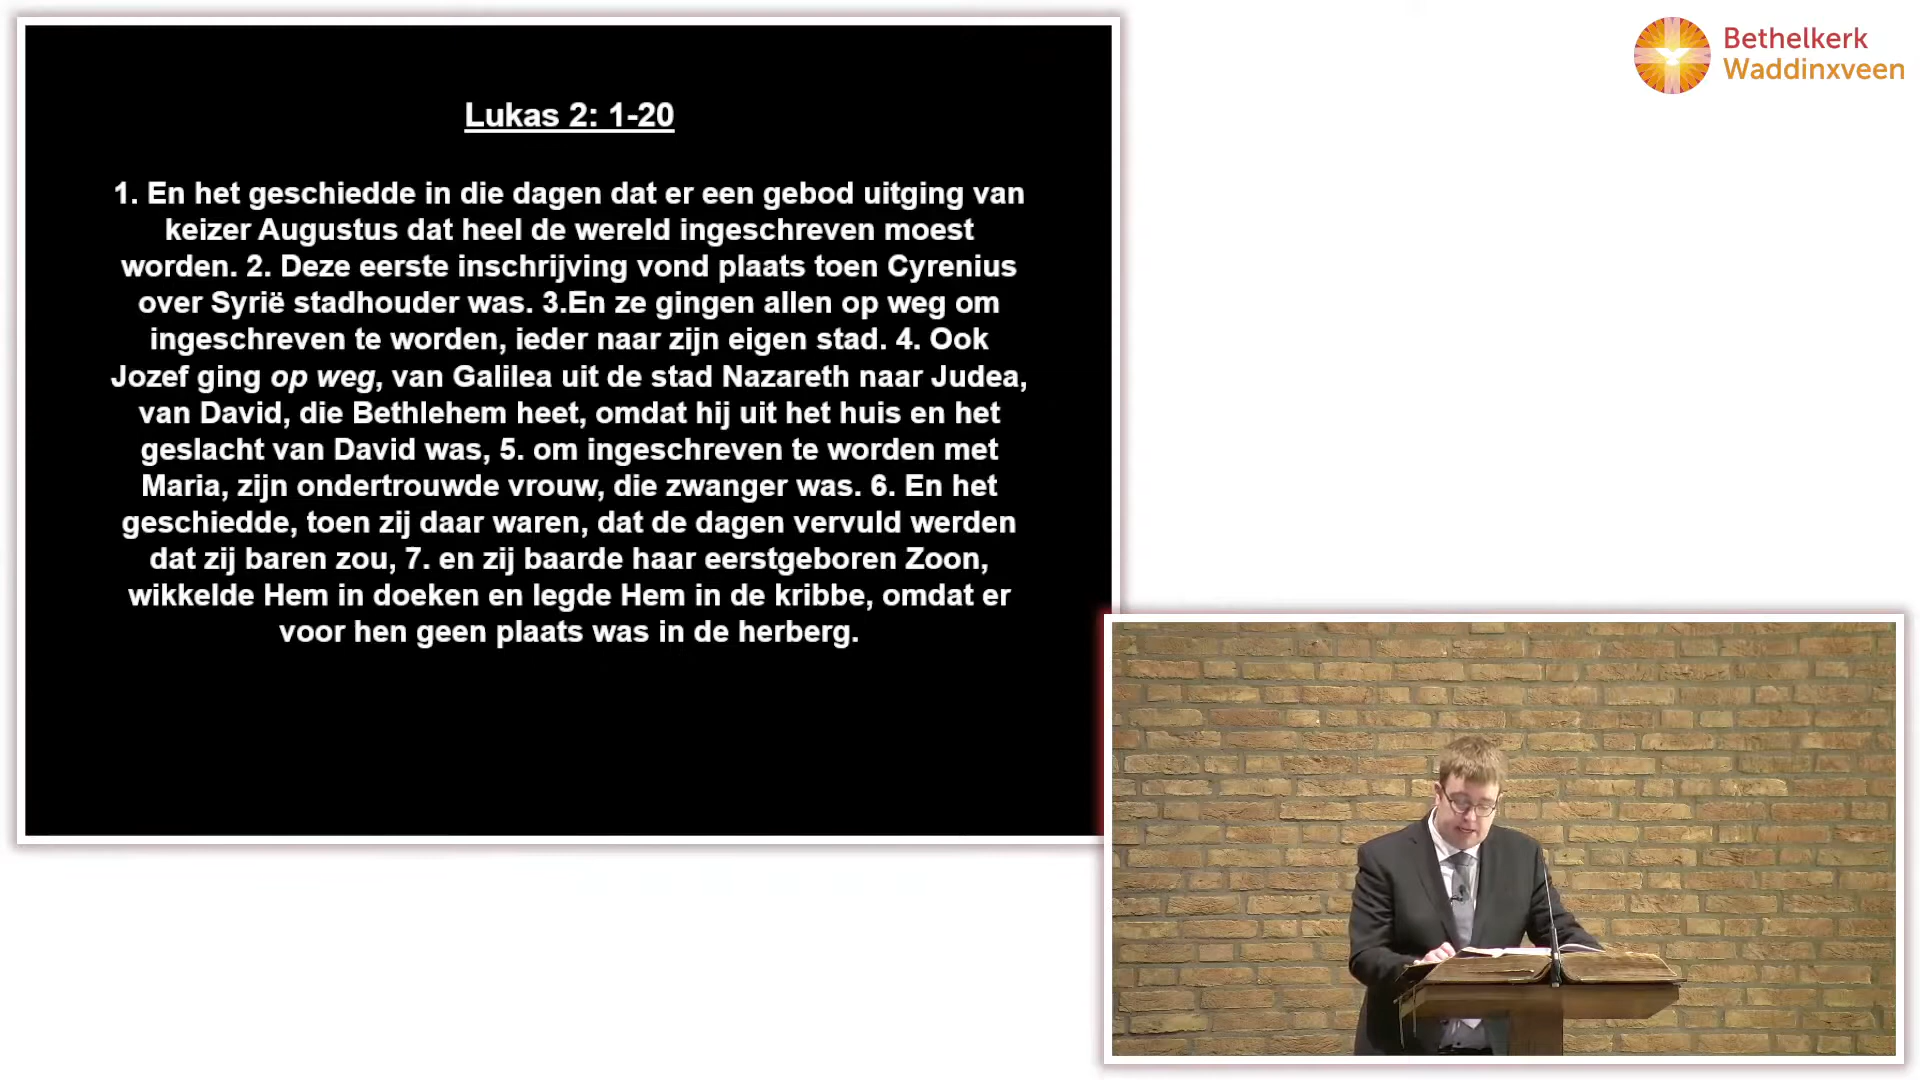 Lukas 2: 1-20
1. En het geschiedde in die dagen dat er een gebod uitging van
keizer Augustus dat heel de wereld ingeschreven moest
worden. 2. Deze eerste inschrijving vond plaats toen Cyrenius
over Syrië stadhouder was. 3.En ze gingen allen op weg om
ingeschreven te worden, ieder naar zijn eigen stad. 4. Ook
Jozef ging op weg, van Galilea uit de stad Nazareth naar Judea,
van David, die Bethlehem heet, omdat hij uit het huis en het
geslacht van David was, 5. om ingeschreven te worden met
Maria, zijn ondertrouwde vrouw, die zwanger was. 6. En het
geschiedde, toen zij daar waren, dat de dagen vervuld werden
dat zij baren zou, 7. en zij baarde haar eerstgeboren Zoon,
wikkelde Hem in doeken en legde Hem in de kribbe, omdat er
voor hen geen plaats was in de herberg.
Bethelkerk
Waddinxveen